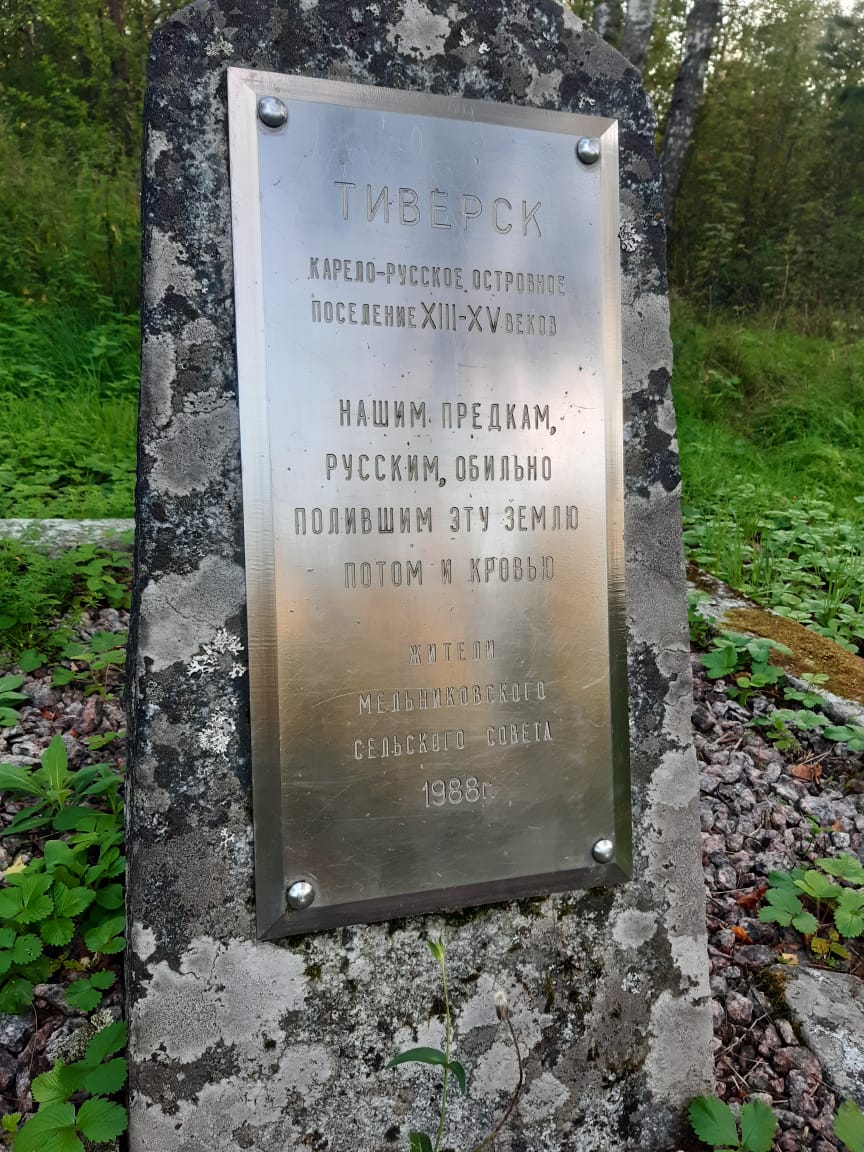 ТИВЕРСК
КАРЕЛО-РУССКОЕ ОСТРОВНОЕ
ПОСЕЛЕНИЕ XIII-XV ВЕКОВ
НАШИМ ПРЕДКАМ,
РУССКИМ, ОБИЛЬНО
ПОЛИВШИМ ЭТУ ЗЕМЛЮ
ПОТОМ И КРОВЬЮ
ЖИТЕЛИ
МЕЛЬНИКОВСКОГО
СЕЛЬСКОГО СОВЕТА
1988г.